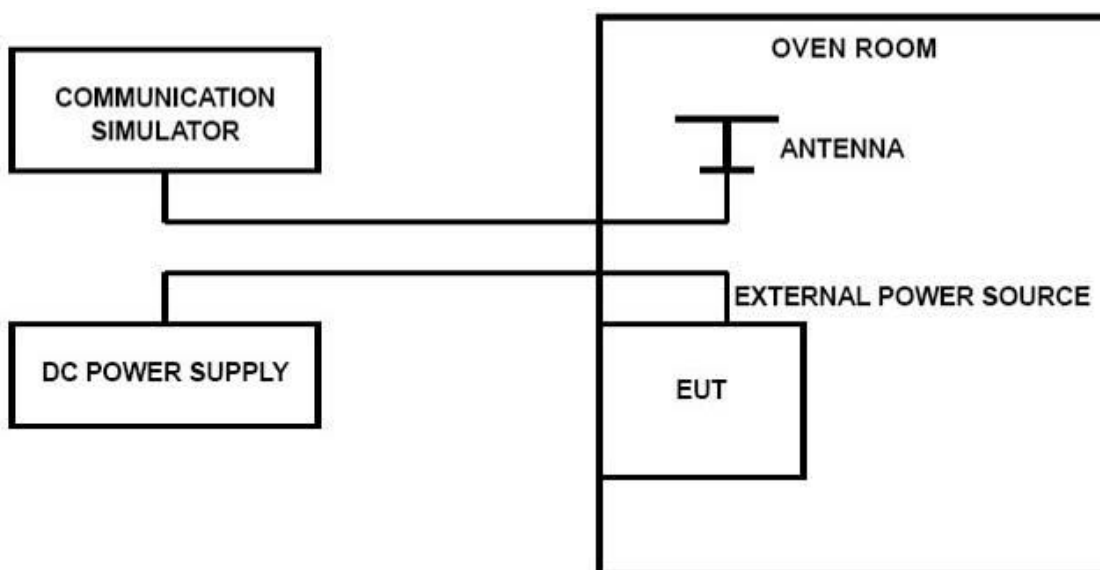 OVEN ROOM
COMMUNICATION
SIMULATOR
ANTENNA
EXTERNAL POWER SOURCE
DC POWER SUPPLY
EUT